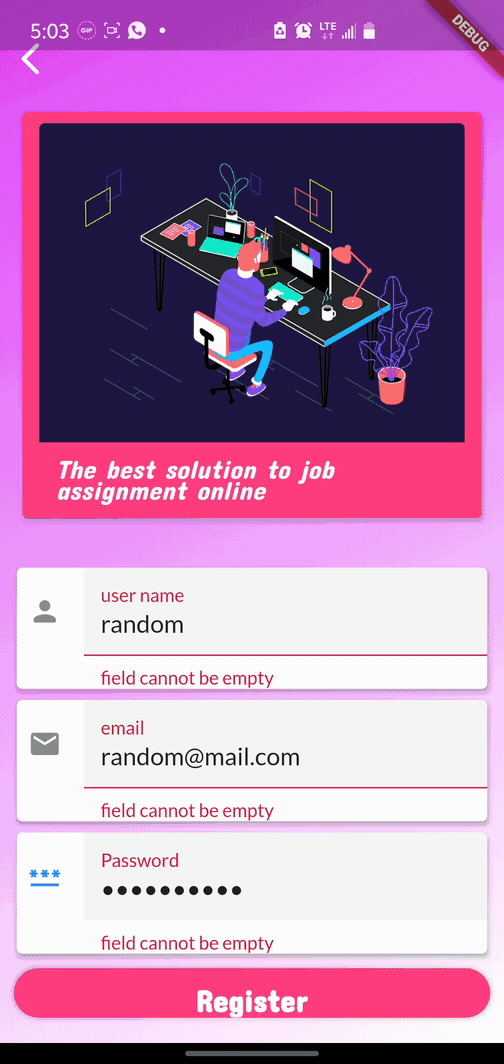 5:03 GIF LTE
DEBUG
The best solution to job
assignment online
user name
random
field cannot be empty
email
random@mail.com
field cannot be empty
***
Password
••••••••••
field cannot be empty
Register